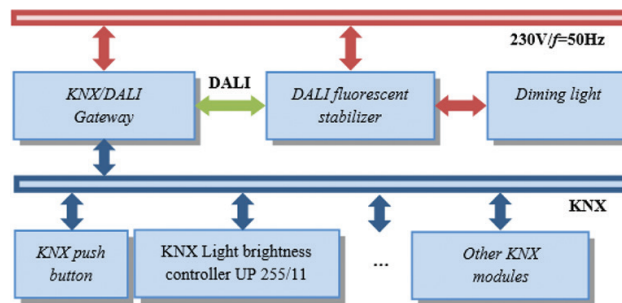 230V/f=50Hz
DALI
KNX/DALI
Gateway
DALI fluorescent
stabilizer
Diming light
KNX
KNX push
button
KNX Light brightness
controller UP 255/11
...
Other KNX
modules